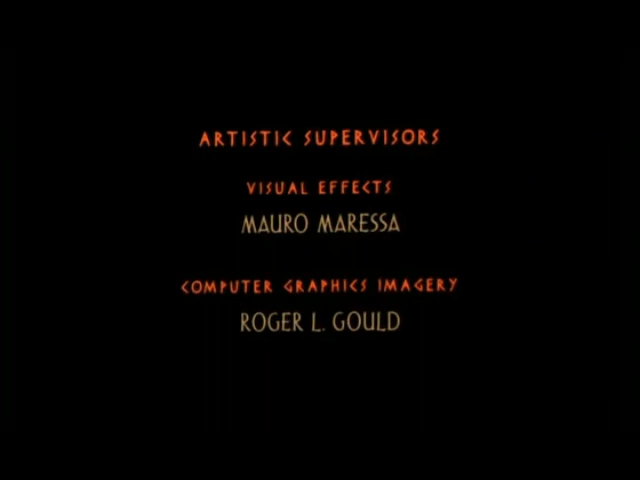 ARTISTIC SUPERVISORS
VISUAL EFFECTS
MAURO MARESSA
COMPUTER GRAPHICS IMAGERY
ROGER L. GOULD